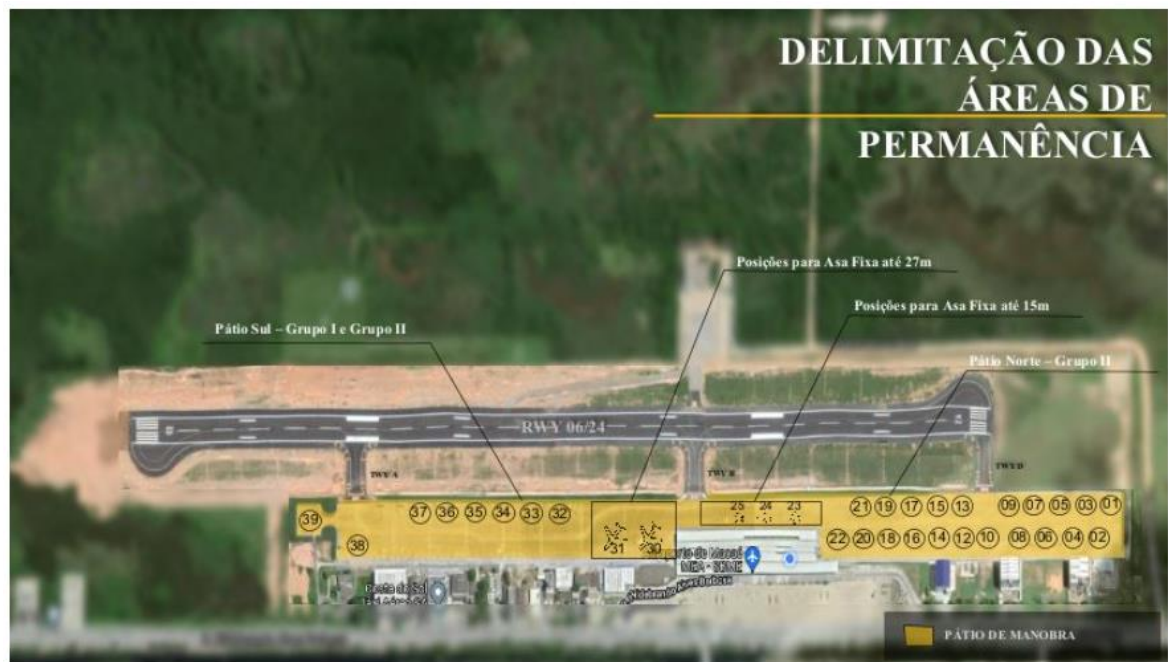 DELIMITAÇÃO DAS
ÁREAS DE
PERMANÊNCIA
Posições para Asa Fixa até 27m
Posições para Asa Fixa até 15m
Pátio Sul – Grupo I e Grupo II
Pátio Norte – Grupo II
RWY 06/24
TWY A
TWY B
TWY D
39
37 36 35 34 33 32
25 24 23
21 19 17 15 13
09 07 05 03 01
38
31 30
22 20 18 16 14 12 10
08 06 04 02
de Macaé
PÁTIO DE MANOBRA